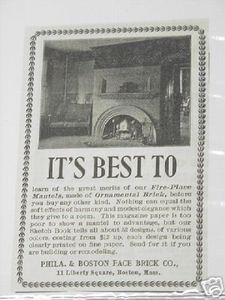 IT'S BEST TO
learn of the great merits of our Fire-Place
Mantels, made of Ornamental Brick, before
you buy any other kind. Nothing can equal the
soft effects of harmony and modest elegance which
they give to a room. This magazine paper is too
poor to show a mantel to advantage, but our
Sketch Book tells all about 52 designs, of various
colors costing from $12 up, each design being
clearly printed on fine paper. Send for it if you
are building or remodeling.
PHILA. & BOSTON FACE BRICK CO.,
11 Liberty Square, Boston, Mass.